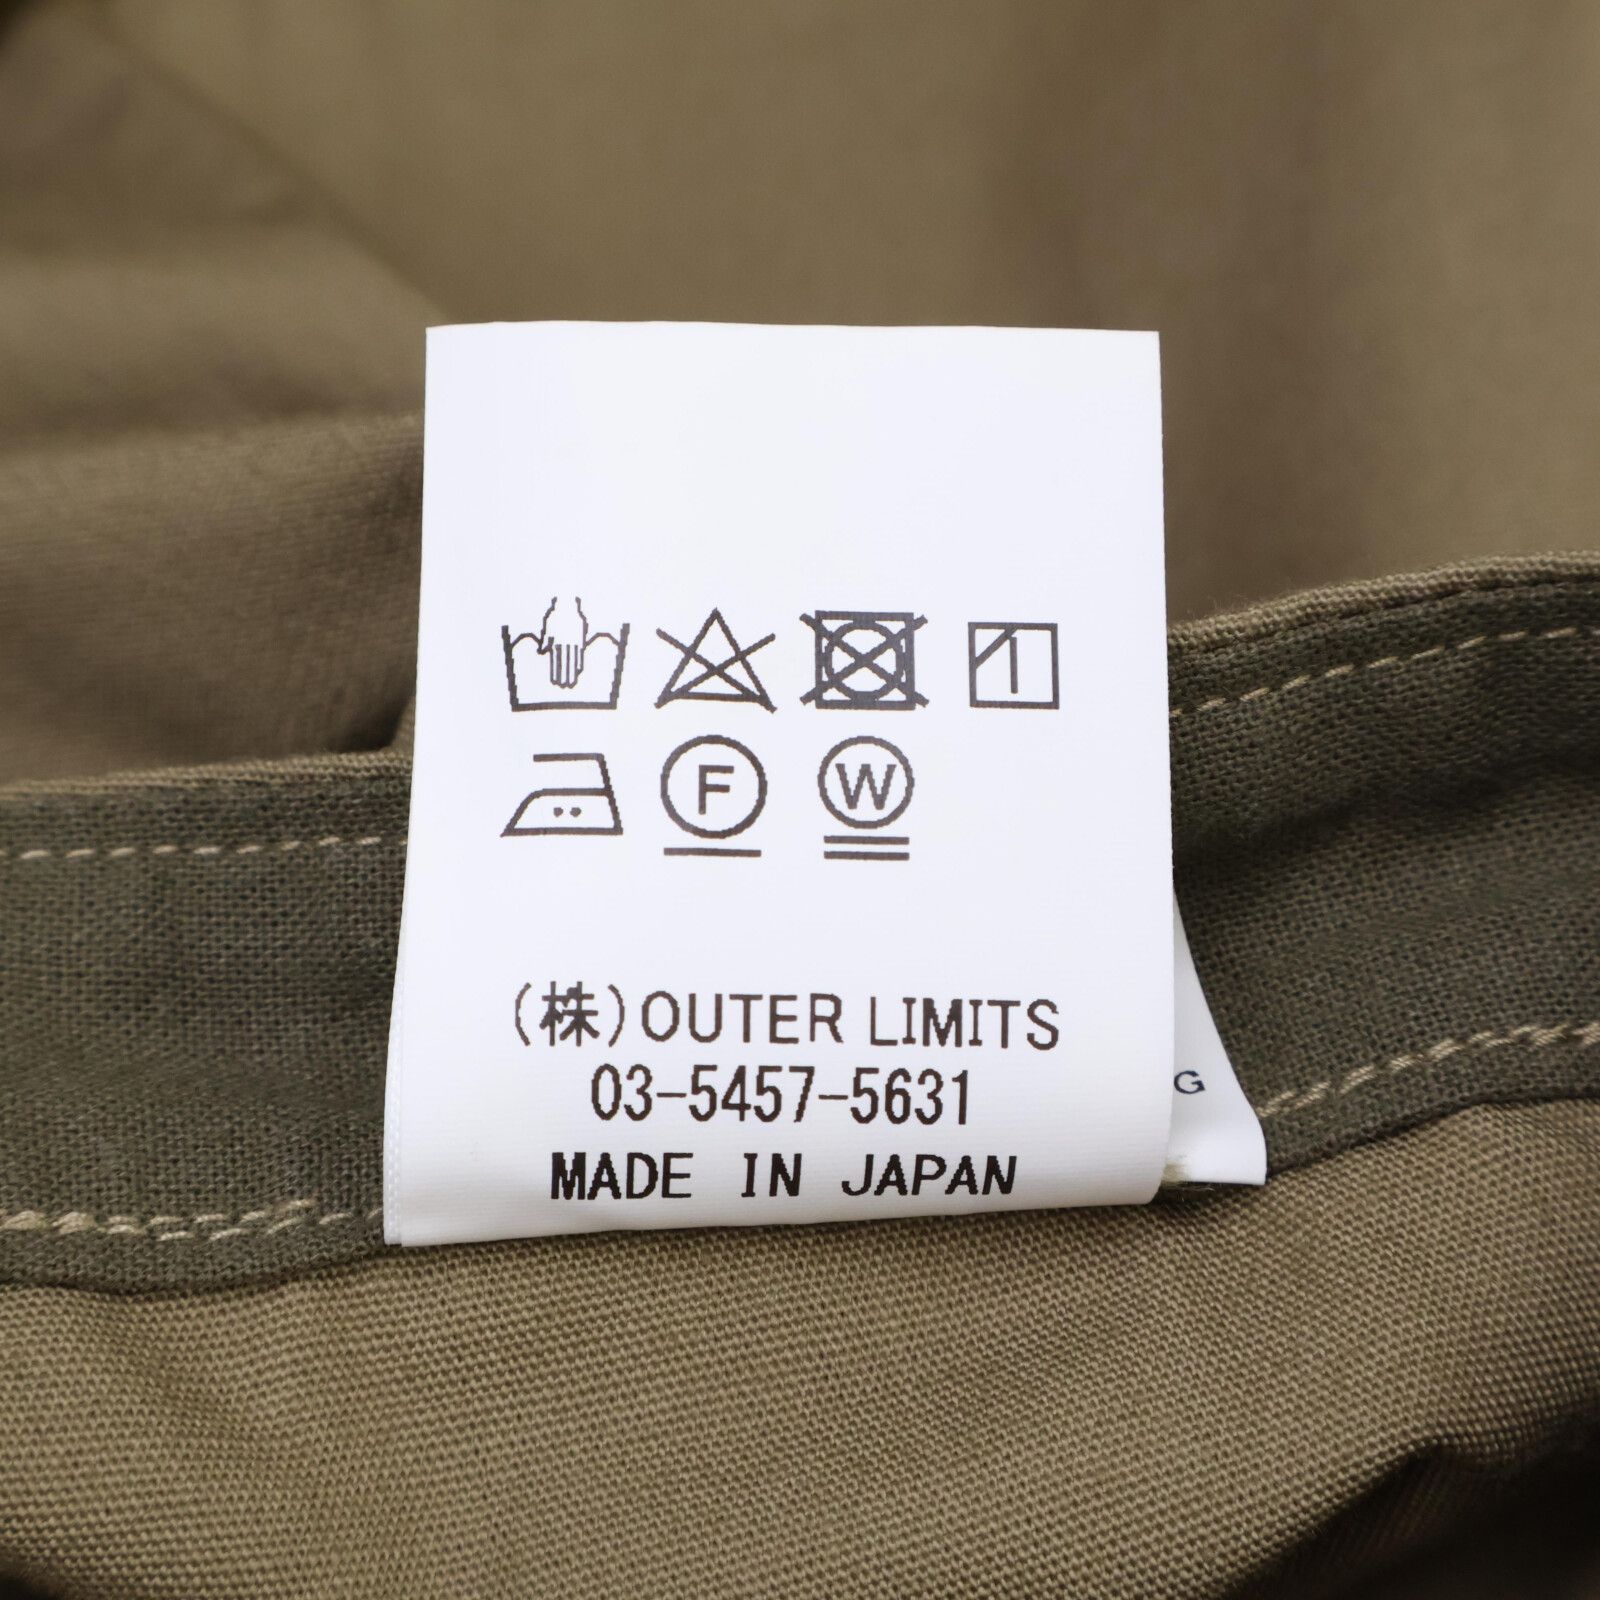 F W
(株)OUTER LIMITS
03-5457-5631
MADE IN JAPAN
G